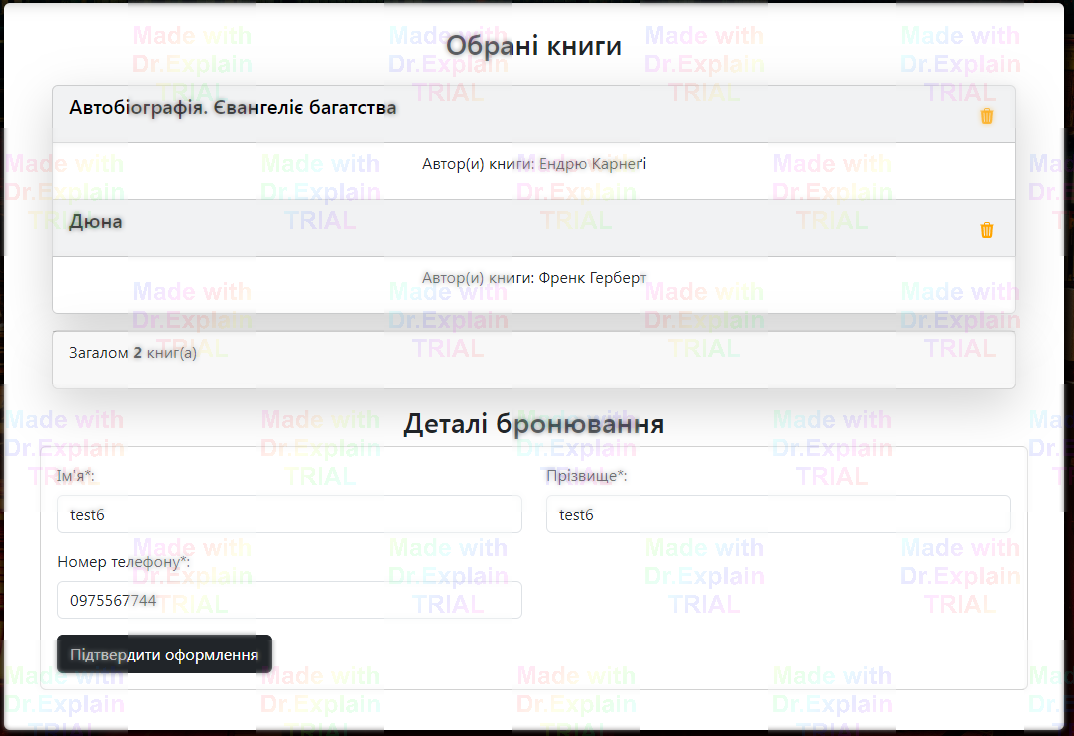 Обрані книги
Автобіографія. Євангеліє багатства
Автор(и) книги: Ендрю Карнеґі
Дюна
Автор(и) книги: Френк Герберт
Загалом 2 книг(а)
Деталі бронювання
Ім'я*: Прізвище*:
test6 test6
Номер телефону*:
0975567744
Підтвердити оформлення
Made with
Dr.Explain
TRIAL